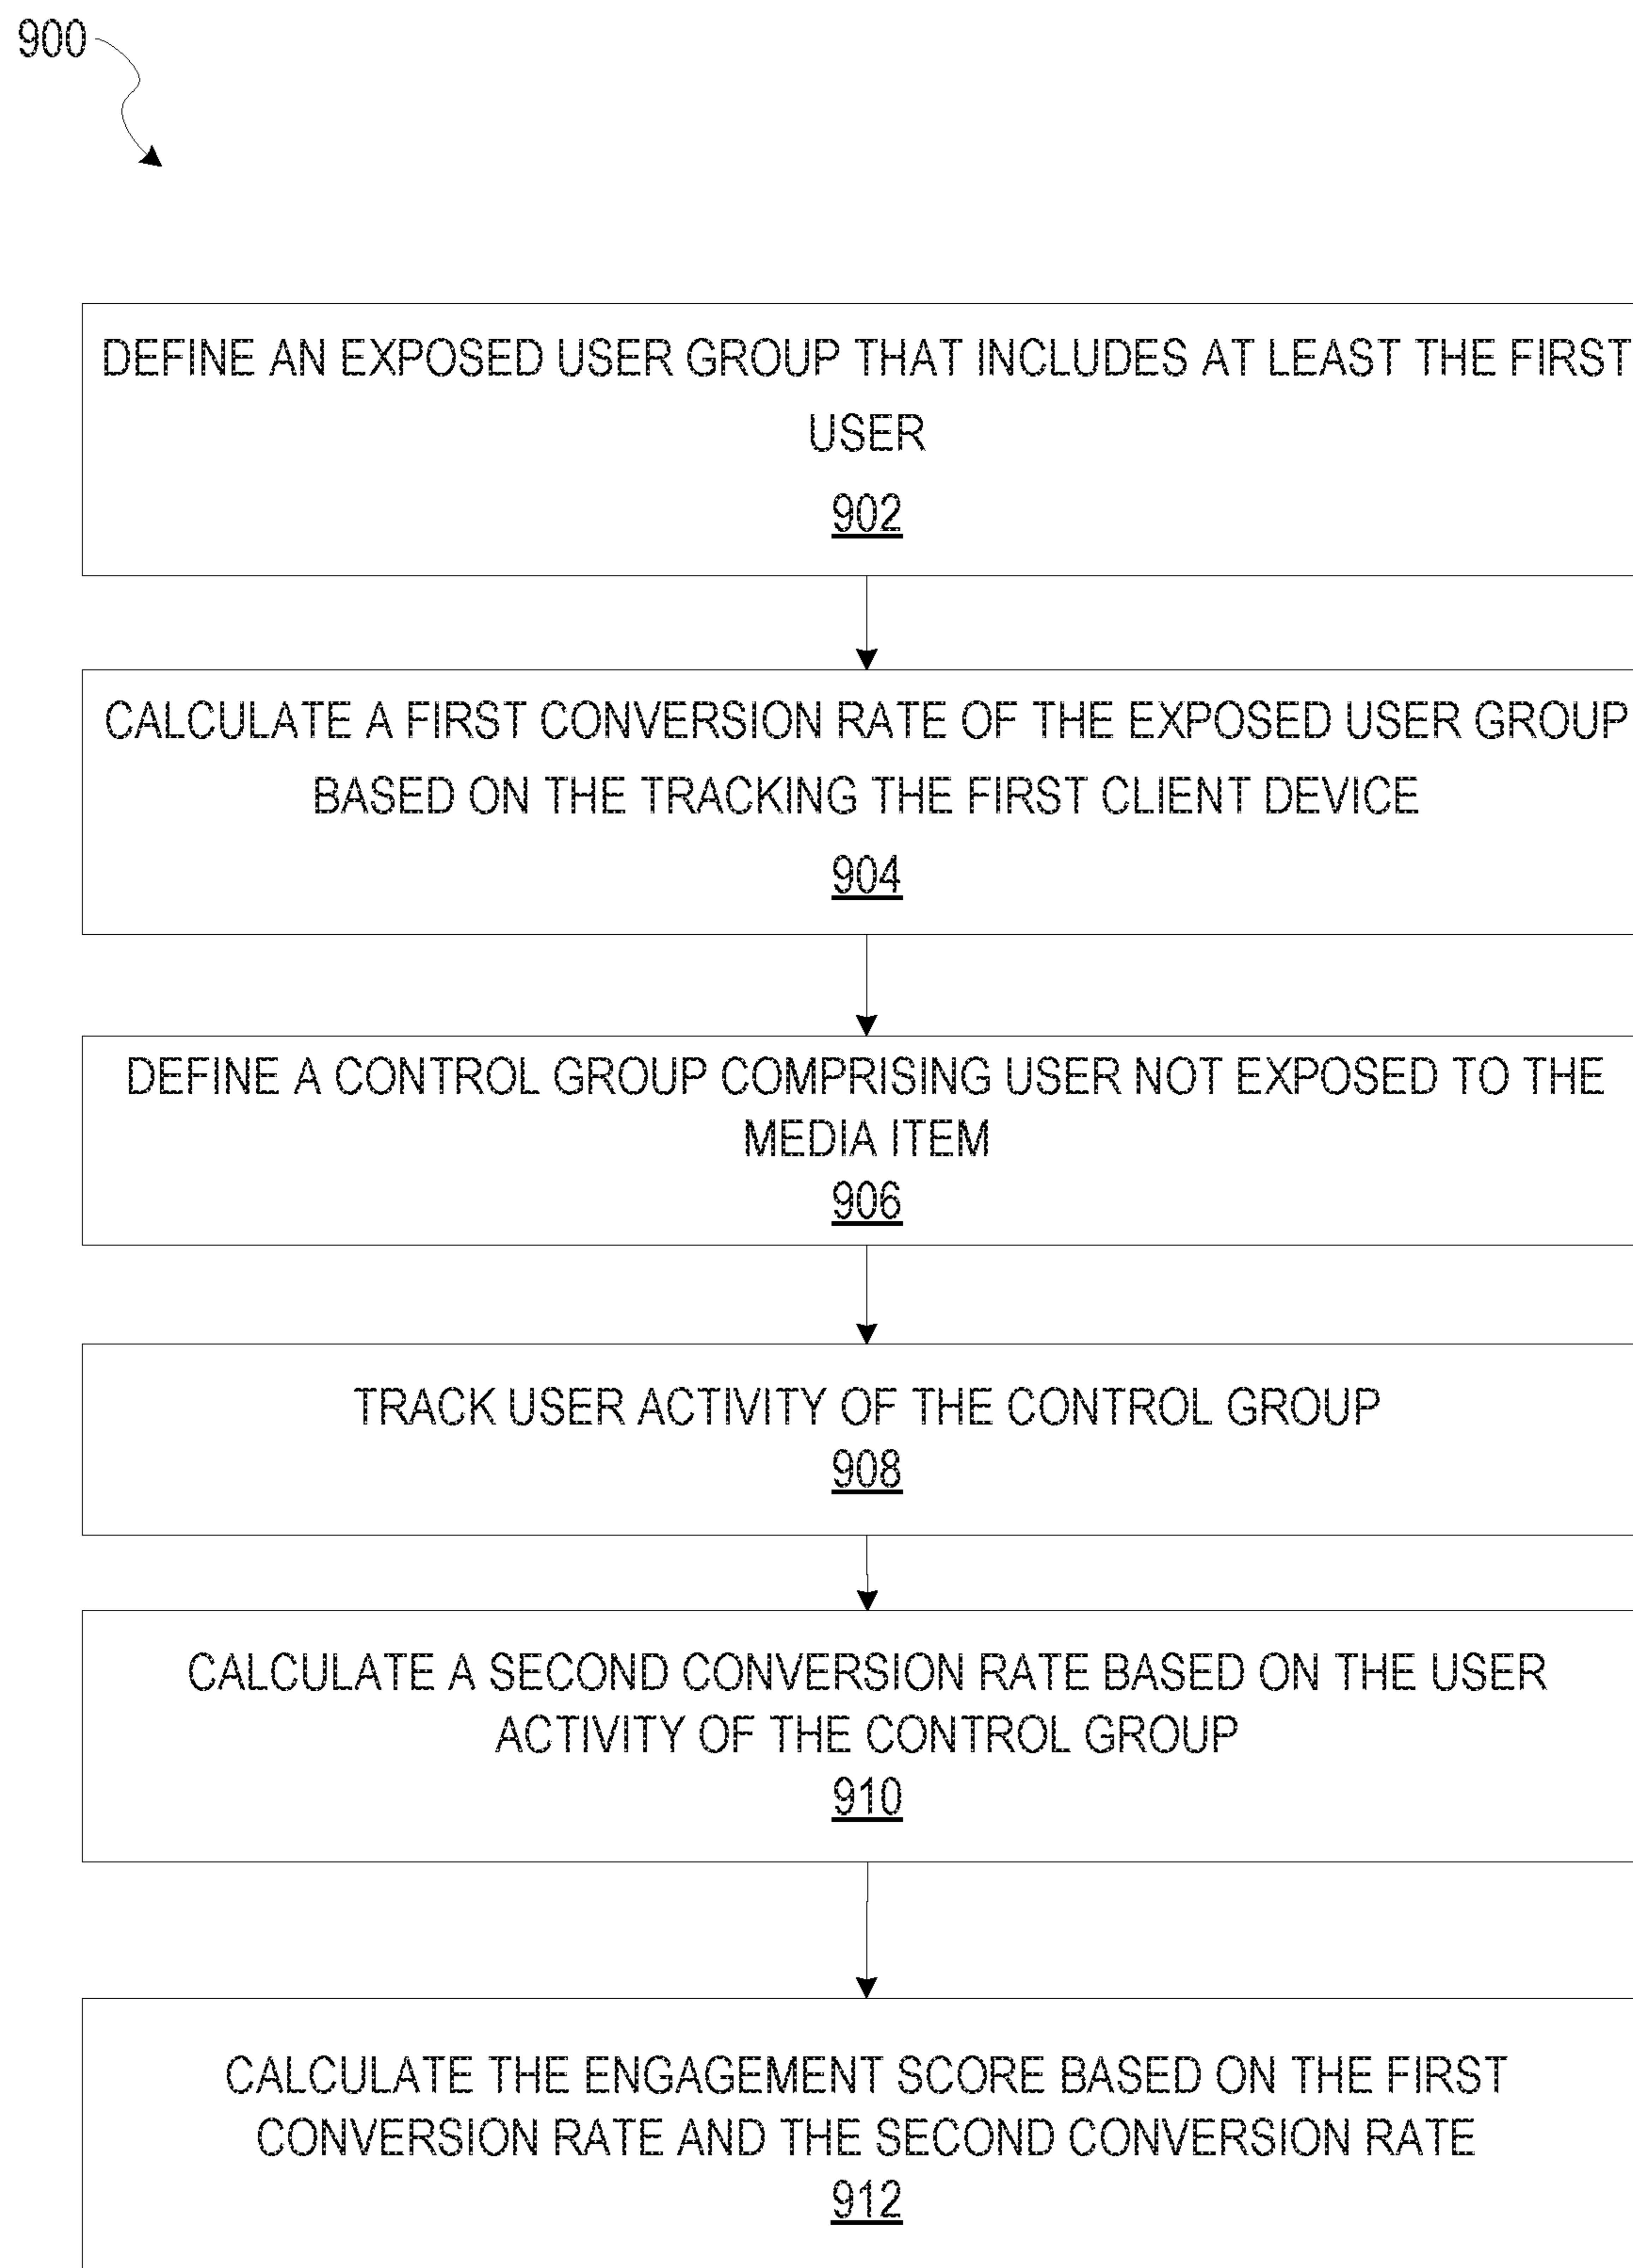 900
DEFINE AN EXPOSED USER GROUP THAT INCLUDES AT LEAST THE FIRST
USER
902
CALCULATE A FIRST CONVERSION RATE OF THE EXPOSED USER GROUP
BASED ON THE TRACKING THE FIRST CLIENT DEVICE
904
DEFINE A CONTROL GROUP COMPRISING USER NOT EXPOSED TO THE
MEDIA ITEM
906
TRACK USER ACTIVITY OF THE CONTROL GROUP
908
CALCULATE A SECOND CONVERSION RATE BASED ON THE USER
ACTIVITY OF THE CONTROL GROUP
910
CALCULATE THE ENGAGEMENT SCORE BASED ON THE FIRST
CONVERSION RATE AND THE SECOND CONVERSION RATE
912